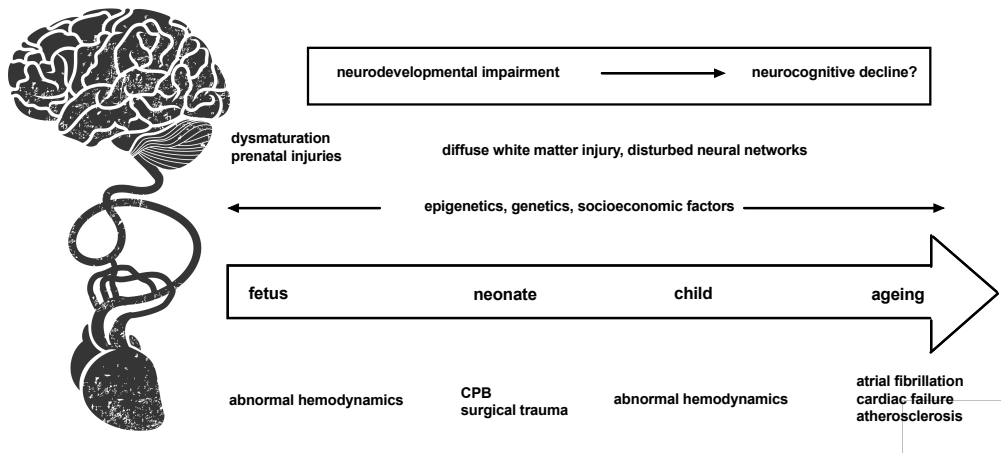 neurodevelopmental impairment
neurocognitive decline?
dysmaturation
prenatal injuries
diffuse white matter injury, disturbed neural networks
epigenetics, genetics, socioeconomic factors
fetus
neonate
child
ageing
abnormal hemodynamics
CPB
surgical trauma
abnormal hemodynamics
atrial fibrillation
cardiac failure
atherosclerosis